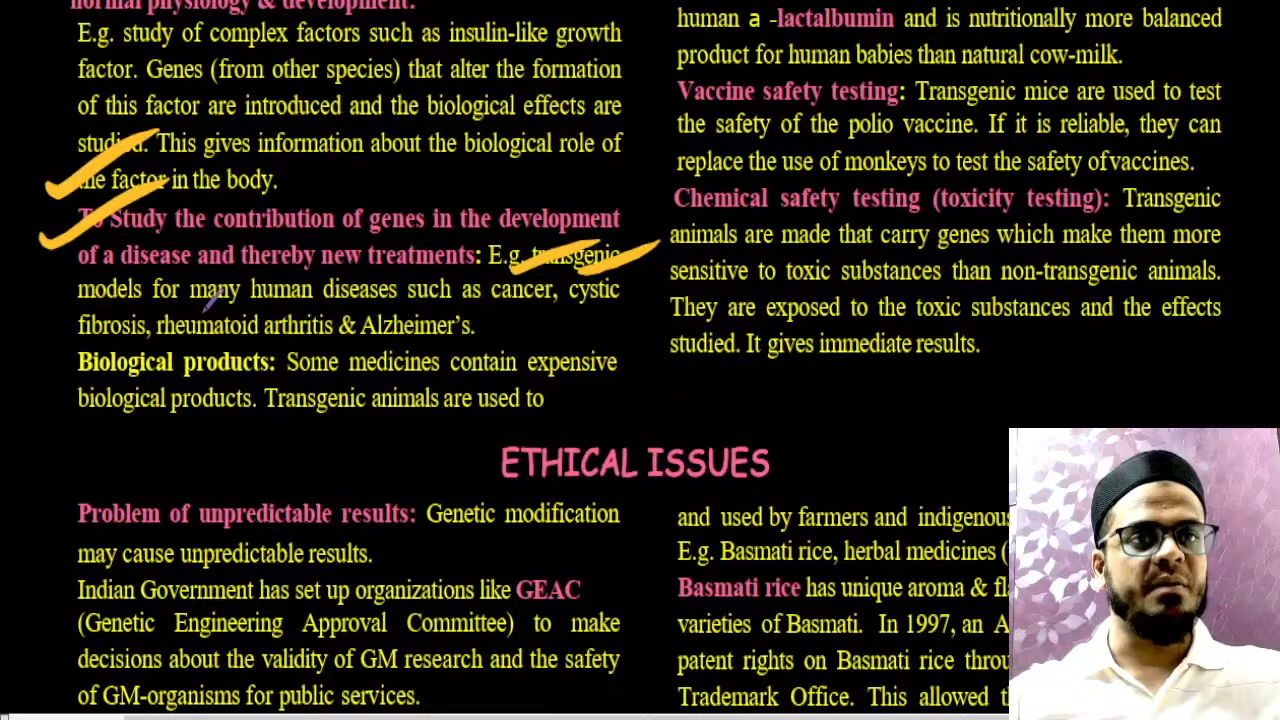 normal physiology & development:
E.g. study of complex factors such as insulin-like growth
factor. Genes (from other species) that alter the formation
of this factor are introduced and the biological effects are
studied. This gives information about the biological role of
the factor in the body.
To Study the contribution of genes in the development
of a disease and thereby new treatments: E.g. transgenic
models for many human diseases such as cancer, cystic
fibrosis, rheumatoid arthritis & Alzheimer's.
Biological products: Some medicines contain expensive
biological products. Transgenic animals are used to
human a -lactalbumin and is nutritionally more balanced
product for human babies than natural cow-milk.
Vaccine safety testing: Transgenic mice are used to test
the safety of the polio vaccine. If it is reliable, they can
replace the use of monkeys to test the safety of vaccines.
Chemical safety testing (toxicity testing): Transgenic
animals are made that carry genes which make them more
sensitive to toxic substances than non-transgenic animals.
They are exposed to the toxic substances and the effects
studied. It gives immediate results.
ETHICAL ISSUES
Problem of unpredictable results: Genetic modification
may cause unpredictable results.
Indian Government has set up organizations like GEAC
(Genetic Engineering Approval Committee) to make
decisions about the validity of GM research and the safety
of GM-organisms for public services.
and used by farmers and indigenous
E.g. Basmati rice, herbal medicines (
Basmati rice has unique aroma &
varieties of Basmati. In 1997, an
patent rights on Basmati rice
Trademark Office. This allowed